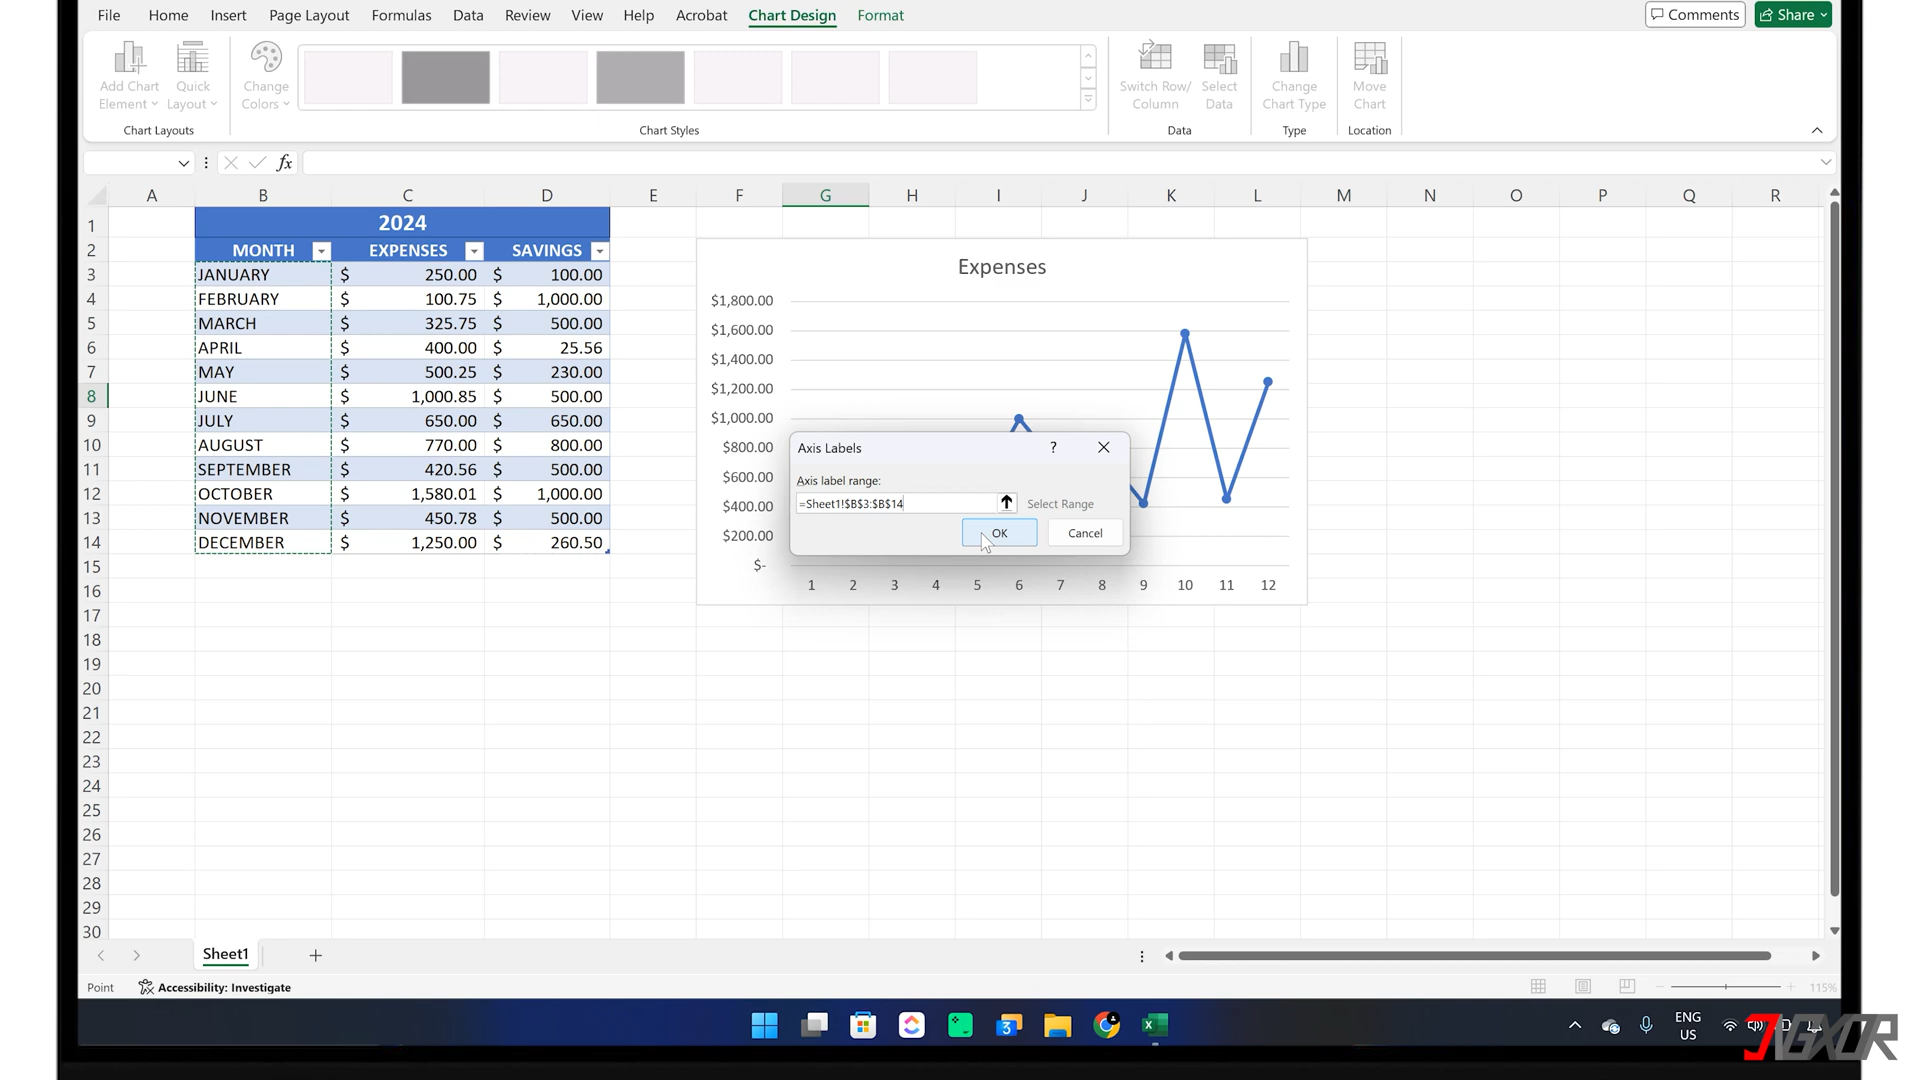 File Home Insert Page Layout Formulas Data Review View Help Acrobat Chart Design Format Comments Share
Add Chart Element Quick Layout Change Colors Switch Row/ Column Select Data Change Chart Type Move Chart
Chart Layouts Chart Styles Data Type Location
fx
A B C D E F G H I J K L M N O P Q R
1 2024
2 MONTH EXPENSES SAVINGS
3 JANUARY $ 250.00 $ 100.00
4 FEBRUARY $ 100.75 $ 1,000.00
5 MARCH $ 325.75 $ 500.00
6 APRIL $ 400.00 $ 25.56
7 MAY $ 500.25 $ 230.00
8 JUNE $ 1,000.85 $ 500.00
9 JULY $ 650.00 $ 650.00
10 AUGUST $ 770.00 $ 800.00
11 SEPTEMBER $ 420.56 $ 500.00
12 OCTOBER $ 1,580.01 $ 1,000.00
13 NOVEMBER $ 450.78 $ 500.00
14 DECEMBER $ 1,250.00 $ 260.50
15
16
17
18
19
20
21
22
23
24
25
26
27
28
29
30
Expenses
$1,800.00
$1,600.00
$1,400.00
$1,200.00
$1,000.00
$800.00
$600.00
$400.00
$200.00
$-
1 2 3 4 5 6 7 8 9 10 11 12
Axis Labels ?
Axis label range:
=Sheet1!$B$3:$B$14 Select Range
OK Cancel
Sheet1
Point Accessibility: Investigate 115%
3
ENG
US
JVGXOR